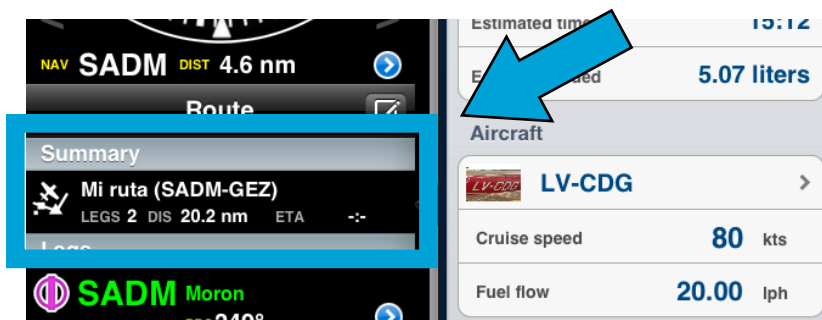 NAV SADM DIST 4.6 nm
Route
Summary
Mi ruta (SADM-GEZ)
LEGS 2 DIS 20.2 nm ETA -:-
Legs
SADM Moron
249°
Estimated time
15:12
5.07 liters
Aircraft
LV-CDG LV-CDG
Cruise speed 80 kts
Fuel flow 20.00 lph